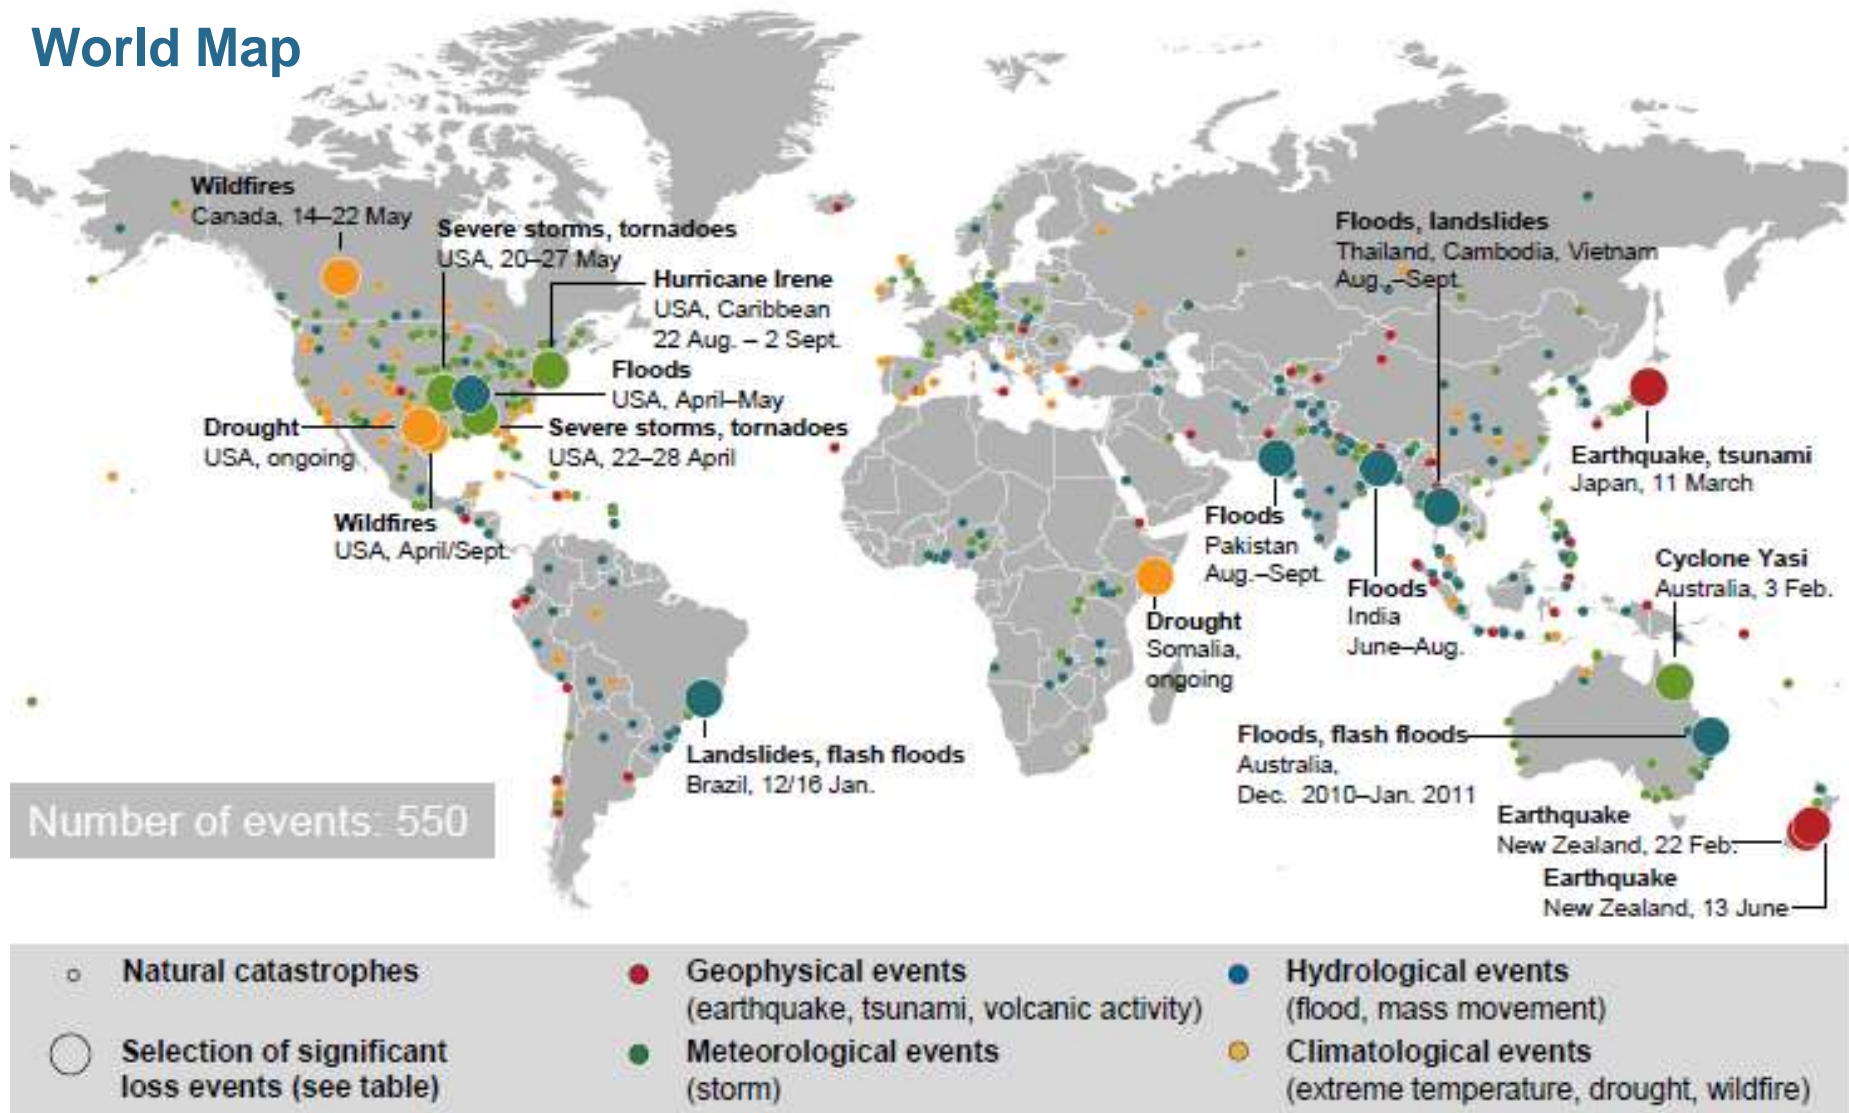 World Map
Wildfires
Canada, 14–22 May
Severe storms, tornadoes
USA, 20–27 May
Hurricane Irene
USA, Caribbean
22 Aug. – 2 Sept.
Floods
USA, April–May
Severe storms, tornadoes
USA, 22–28 April
Drought
USA, ongoing
Wildfires
USA, April/Sept.
Landslides, flash floods
Brazil, 12/16 Jan.
Floods, landslides
Thailand, Cambodia, Vietnam
Aug.–Sept.
Earthquake, tsunami
Japan, 11 March
Floods
Pakistan
Aug.–Sept.
Floods
India
June–Aug.
Drought
Somalia,
ongoing
Cyclone Yasi
Australia, 3 Feb.
Floods, flash floods
Australia,
Dec. 2010–Jan. 2011
Earthquake
New Zealand, 22 Feb.
Earthquake
New Zealand, 13 June
Number of events: 550
Natural catastrophes
Selection of significant
loss events (see table)
Geophysical events
(earthquake, tsunami, volcanic activity)
Meteorological events
(storm)
Hydrological events
(flood, mass movement)
Climatological events
(extreme temperature, drought, wildfire)